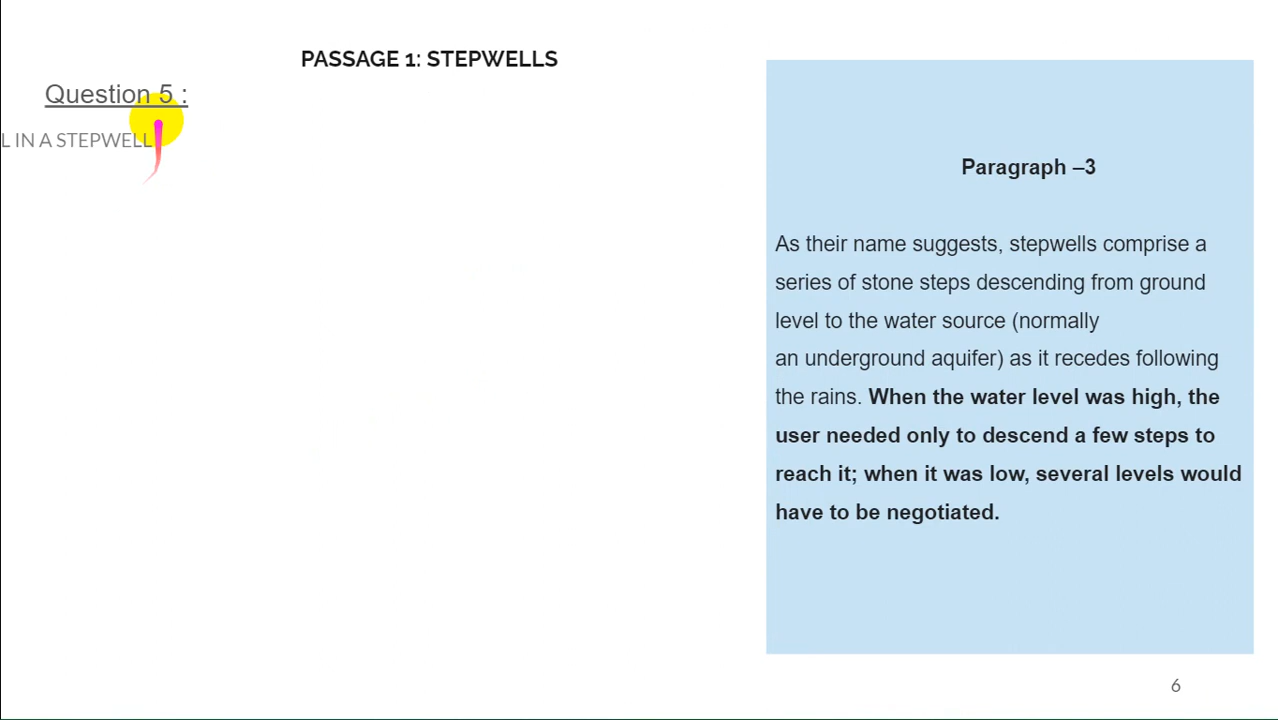 PASSAGE 1: STEPWELLS
Question 5 :
L IN A STEPWELL
Paragraph –3
As their name suggests, stepwells comprise a
series of stone steps descending from ground
level to the water source (normally
an underground aquifer) as it recedes following
the rains. When the water level was high, the
user needed only to descend a few steps to
reach it; when it was low, several levels would
have to be negotiated.
6